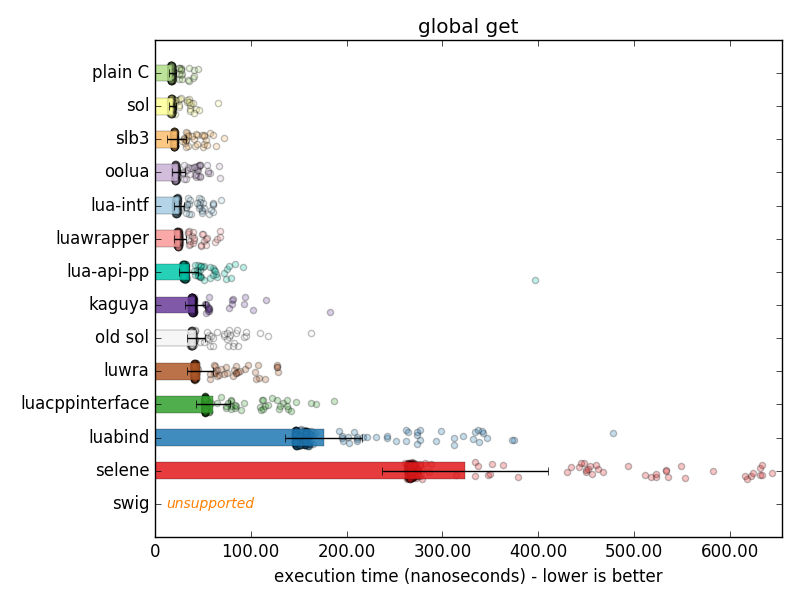 global get
plain C
sol
slb3
oolua
lua-intf
luawrapper
lua-api-pp
kaguya
old sol
luwra
luacppinterface
luabind
selene
swig unsupported
0 100.00 200.00 300.00 400.00 500.00 600.00
execution time (nanoseconds) - lower is better